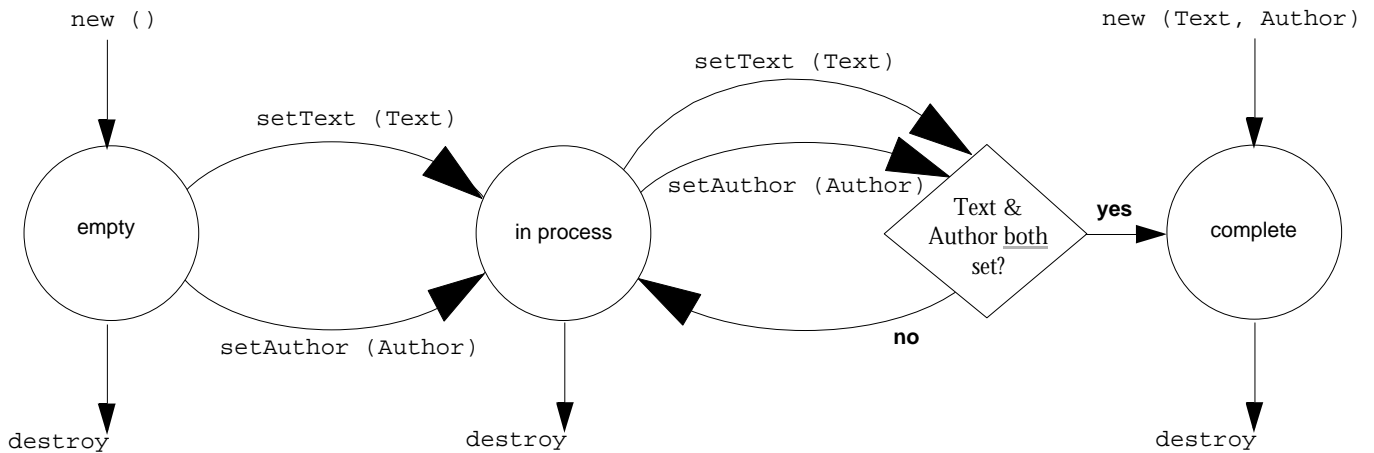 new ()
new (Text, Author)
setText (Text)
setText (Text)
setAuthor (Author)
empty
in process
Text &
Author both
set?
yes
complete
setAuthor (Author)
no
destroy
destroy
destroy